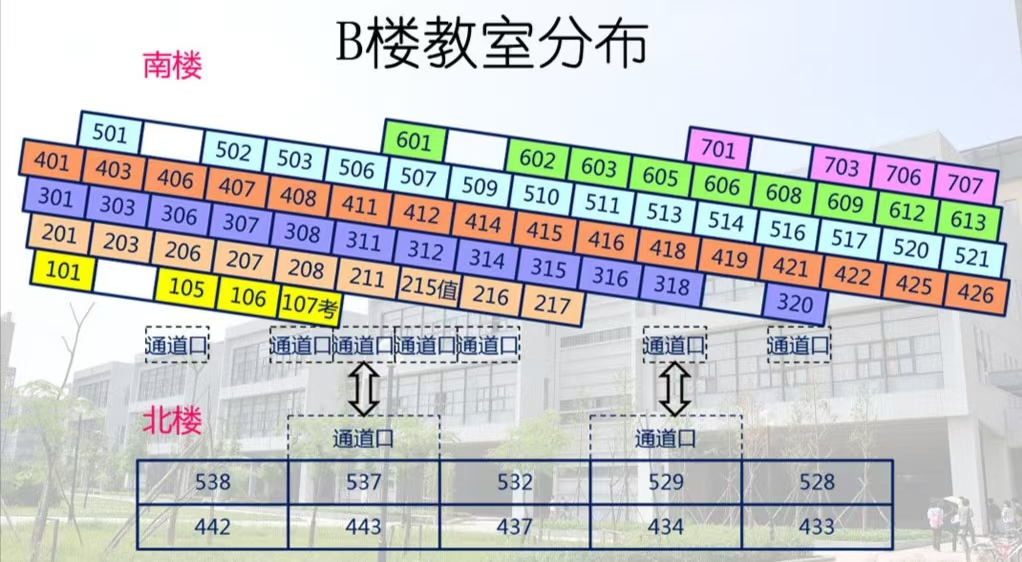 B楼教室分布
南楼
501 502 503 506 507 509 510 511 513 514 516 517 520 521
601 602 603 605 606 608 609 612 613
701 703 706 707
401 403 406 407 408 411 412 414 415 416 418 419 421 422 425 426
301 303 306 307 308 311 312 314 315 316 318 320
201 203 206 207 208 211 215值 216 217
101 105 106 107考
通道口 通道口 通道口 通道口 通道口 通道口 通道口
北楼
通道口 通道口
538 537 532 529 528
442 443 437 434 433